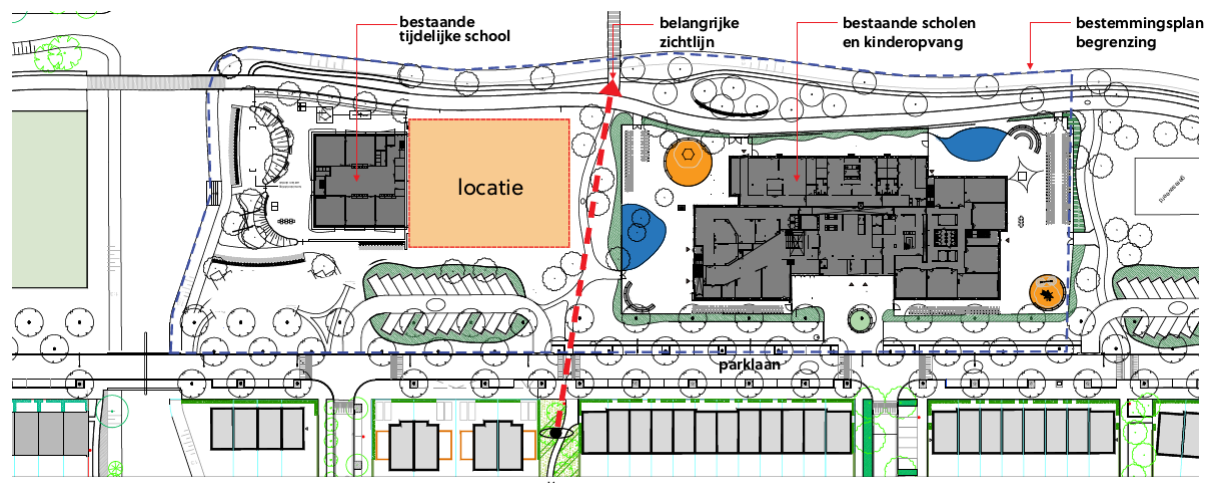 bestaande
tijdelijke school
belangrijke
zichtlijn
bestaande scholen
en kinderopvang
bestemmingsplan
begrenzing
locatie
parklaan